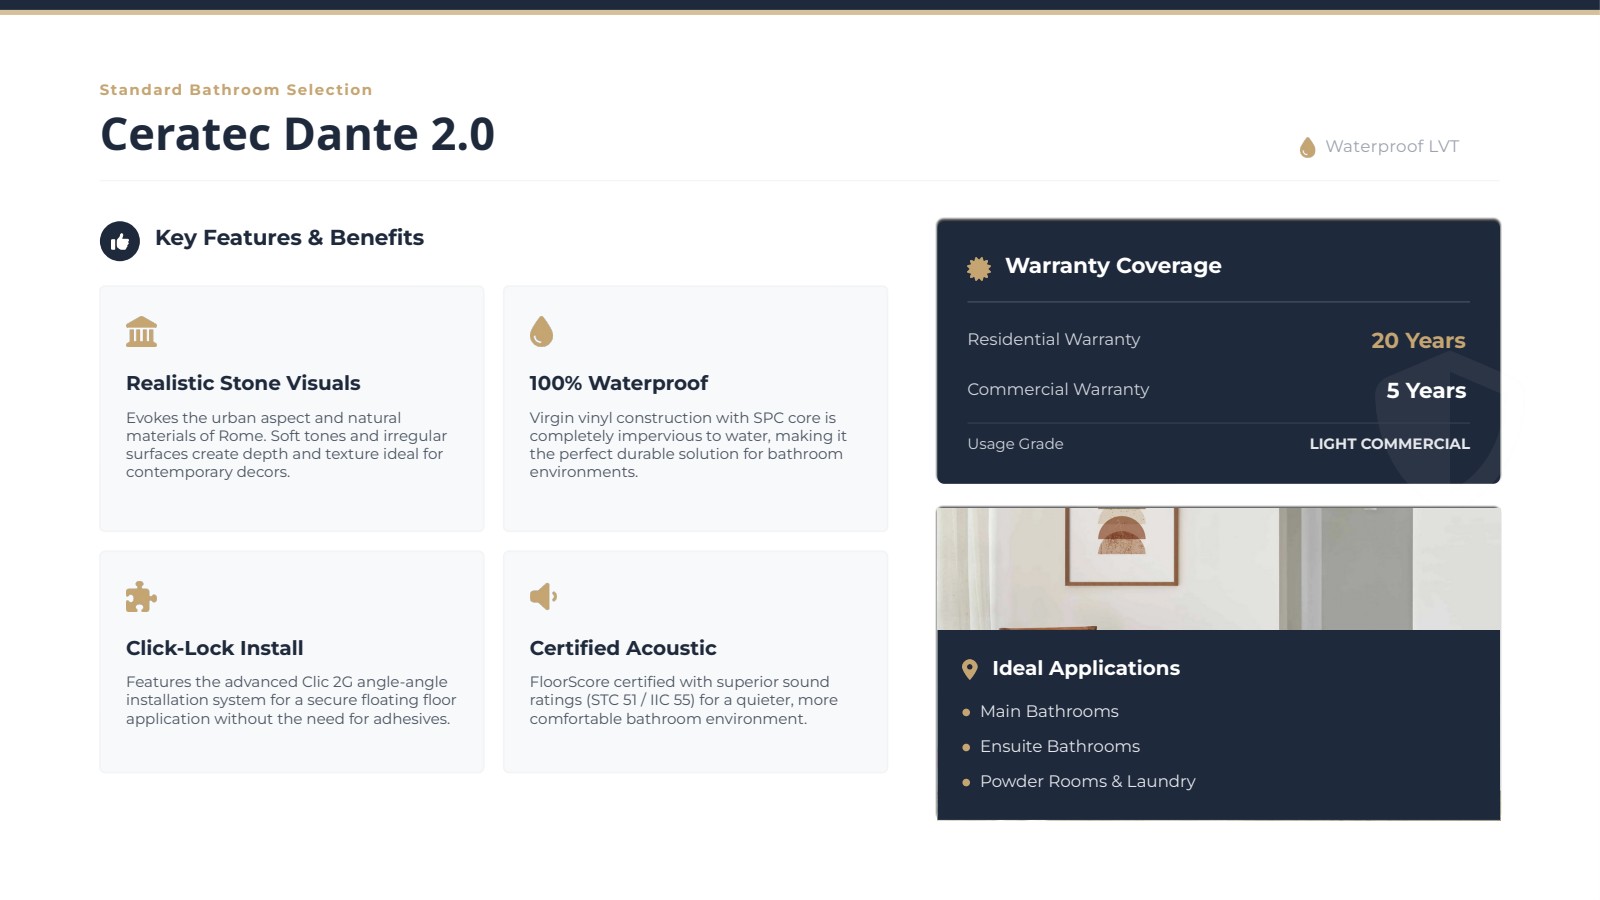 Standard Bathroom Selection
Ceratec Dante 2.0
Waterproof LVT
Key Features & Benefits
Realistic Stone Visuals
Evokes the urban aspect and natural
materials of Rome. Soft tones and irregular
surfaces create depth and texture ideal for
contemporary decors.
100% Waterproof
Virgin vinyl construction with SPC core is
completely impervious to water, making it
the perfect durable solution for bathroom
environments.
Click-Lock Install
Features the advanced Clic 2G angle-angle
installation system for a secure floating floor
application without the need for adhesives.
Certified Acoustic
FloorScore certified with superior sound
ratings (STC 51 / IIC 55) for a quieter, more
comfortable bathroom environment.
Warranty Coverage
Residential Warranty 20 Years
Commercial Warranty 5 Years
Usage Grade LIGHT COMMERCIAL
Ideal Applications
Main Bathrooms
Ensuite Bathrooms
Powder Rooms & Laundry